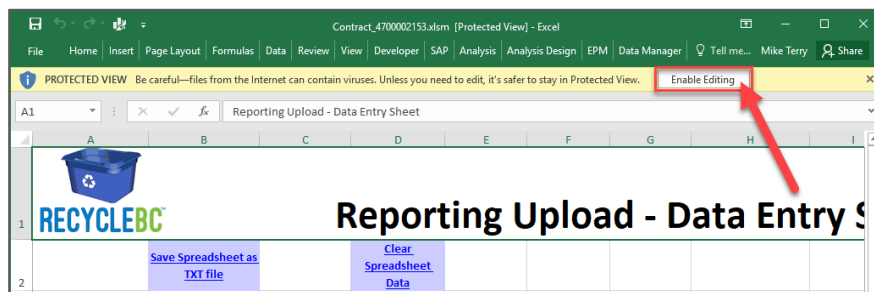 Contract_4700002153.xlsm [Protected View] - Excel
File Home Insert Page Layout Formulas Data Review View Developer SAP Analysis Analysis Design EPM Data Manager Tell me... Mike Terry Share
PROTECTED VIEW Be careful—files from the Internet can contain viruses. Unless you need to edit, it's safer to stay in Protected View. Enable Editing
A1 fx Reporting Upload - Data Entry Sheet
A B C D E F G H I
1 RECYCLEBC Reporting Upload - Data Entry S
Save Spreadsheet as
TXT file
Clear
Spreadsheet
Data
2